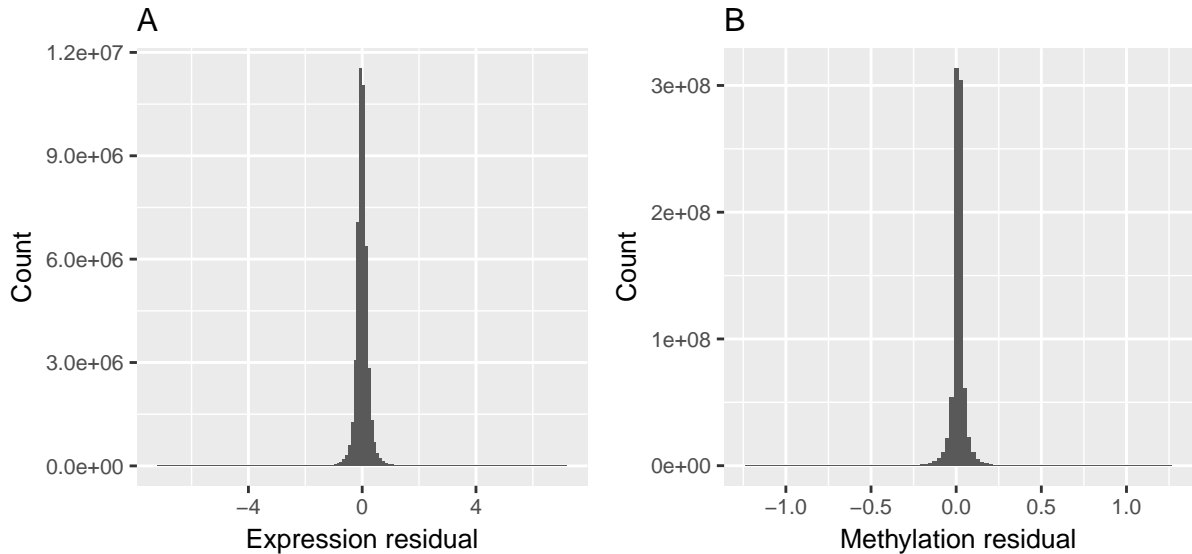 A
1.2e+07
9.0e+06
6.0e+06
3.0e+06
0.0e+00
Count
−4
0
4
Expression residual
B
3e+08
2e+08
1e+08
0e+00
Count
−1.0
−0.5
0.0
0.5
1.0
Methylation residual